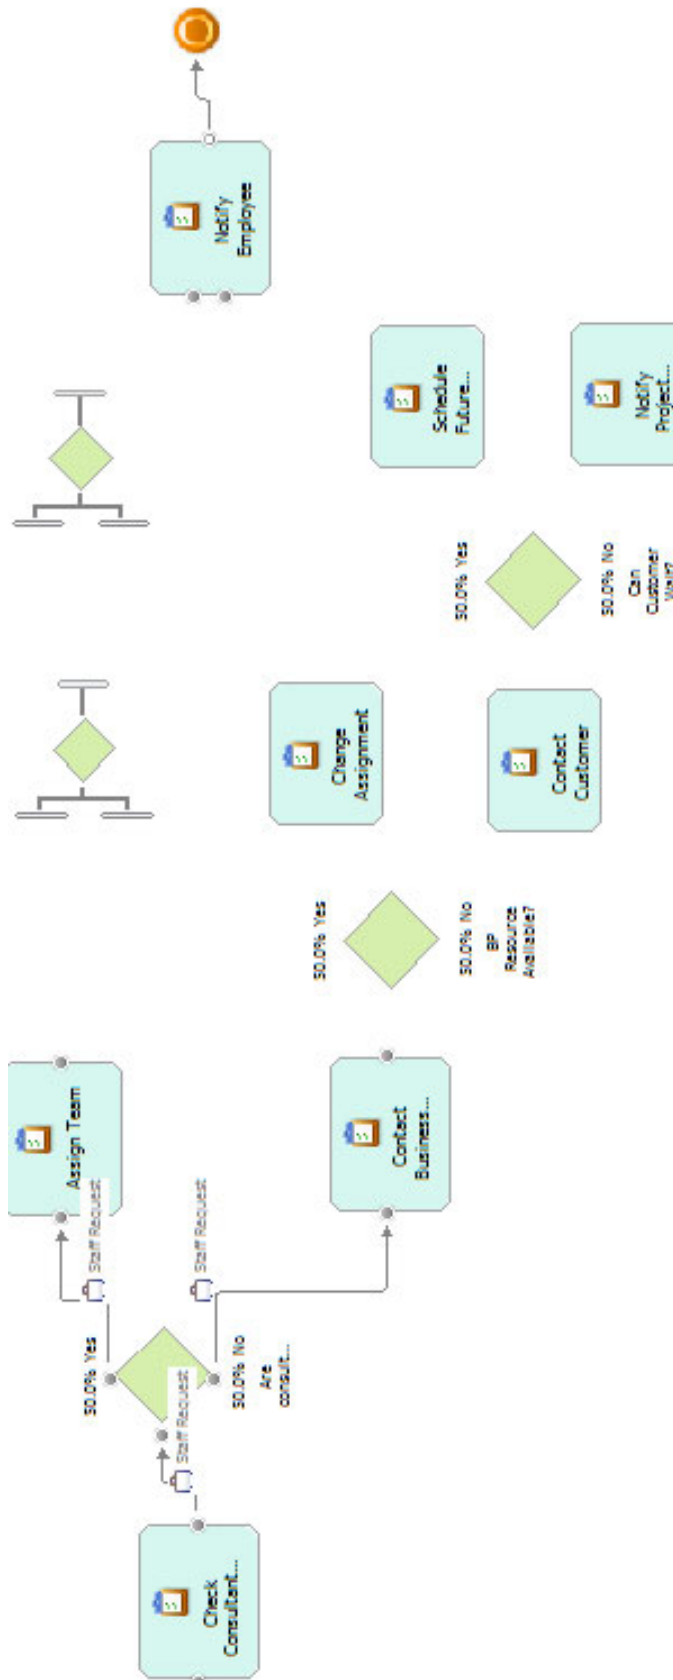 Check
Consultant...
Staff Request
50.0% Yes
50.0% No
Are
consult...
Staff Request
Staff Request
Assign Team
Contact
Business...
50.0% Yes
50.0% No
BP
Resource
Available?
Change
Assignment
Contact
Customer
50.0% Yes
50.0% No
Can
Customer
Wait?
Schedule
Future...
Notify
Project...
Notify
Employee